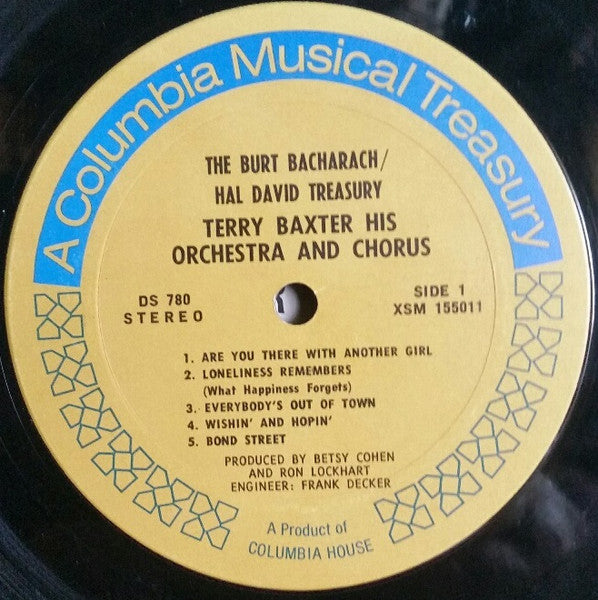 A Columbia Musical Treasury
THE BURT BACHARACH/
HAL DAVID TREASURY
TERRY BAXTER HIS
ORCHESTRA AND CHORUS
DS 780
STEREO
SIDE 1
XSM 155011
1. ARE YOU THERE WITH ANOTHER GIRL
2. LONELINESS REMEMBERS
(What Happiness Forgets)
3. EVERYBODY'S OUT OF TOWN
4. WISHIN' AND HOPIN'
5. BOND STREET
PRODUCED BY BETSY COHEN
AND RON LOCKHART
ENGINEER: FRANK DECKER
A Product of
COLUMBIA HOUSE